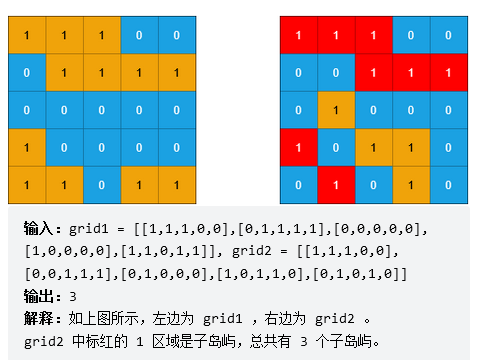 1 1 1 0 0 1 1 1 0 0
0 1 1 1 1 0 0 1 1 1
0 0 0 0 0 0 1 0 0 0
1 0 0 0 0 1 0 1 1 0
1 1 0 1 1 0 1 0 1 0
输入：grid1 = [[1,1,1,0,0],[0,1,1,1,1],[0,0,0,0,0],
[1,0,0,0,0],[1,1,0,1,1]], grid2 = [[1,1,1,0,0],
[0,0,1,1,1],[0,1,0,0,0],[1,0,1,1,0],[0,1,0,1,0]]
输出：3
解释：如上图所示，左边为 grid1 ，右边为 grid2 。
grid2 中标红的 1 区域是子岛屿，总共有 3 个子岛屿。